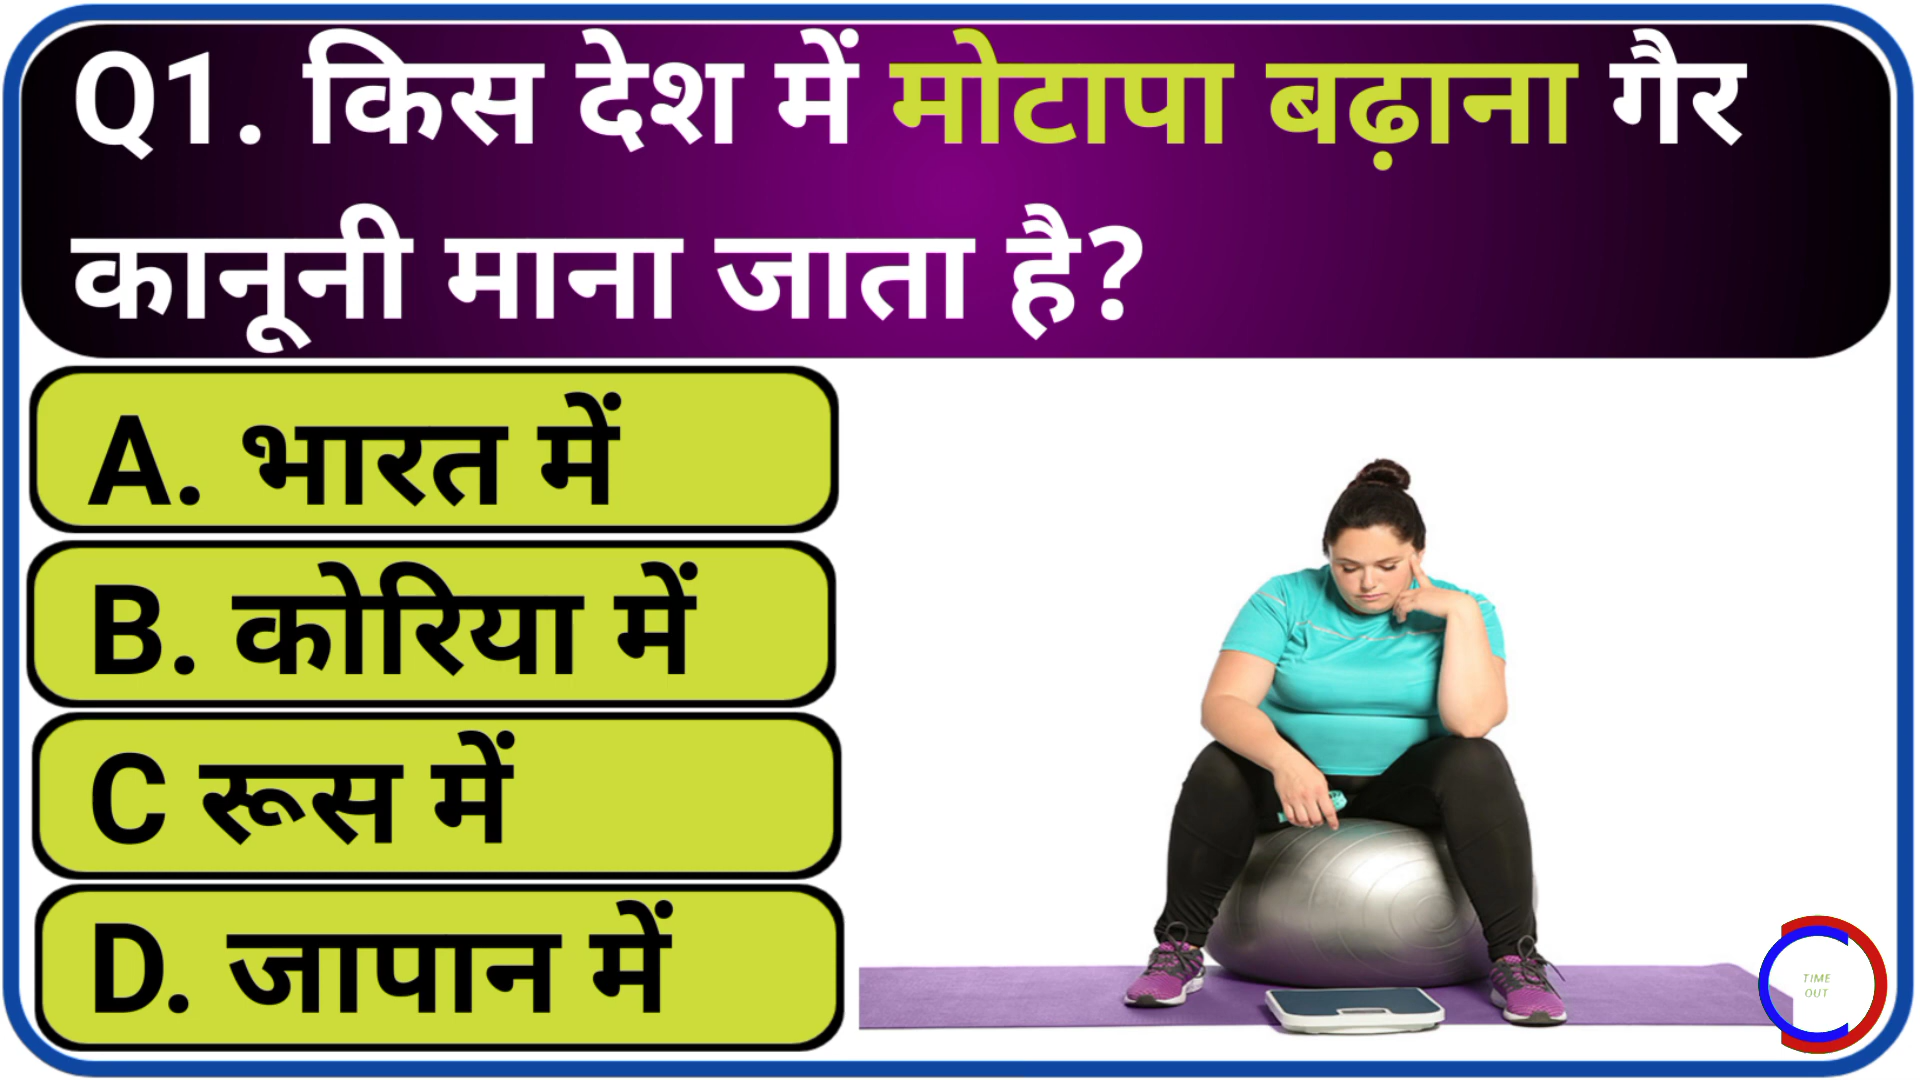 Q1. किस देश में मोटापा बढ़ाना गैर
कानूनी माना जाता है?
A. भारत में
B. कोरिया में
C रूस में
D. जापान में
TIME
OUT